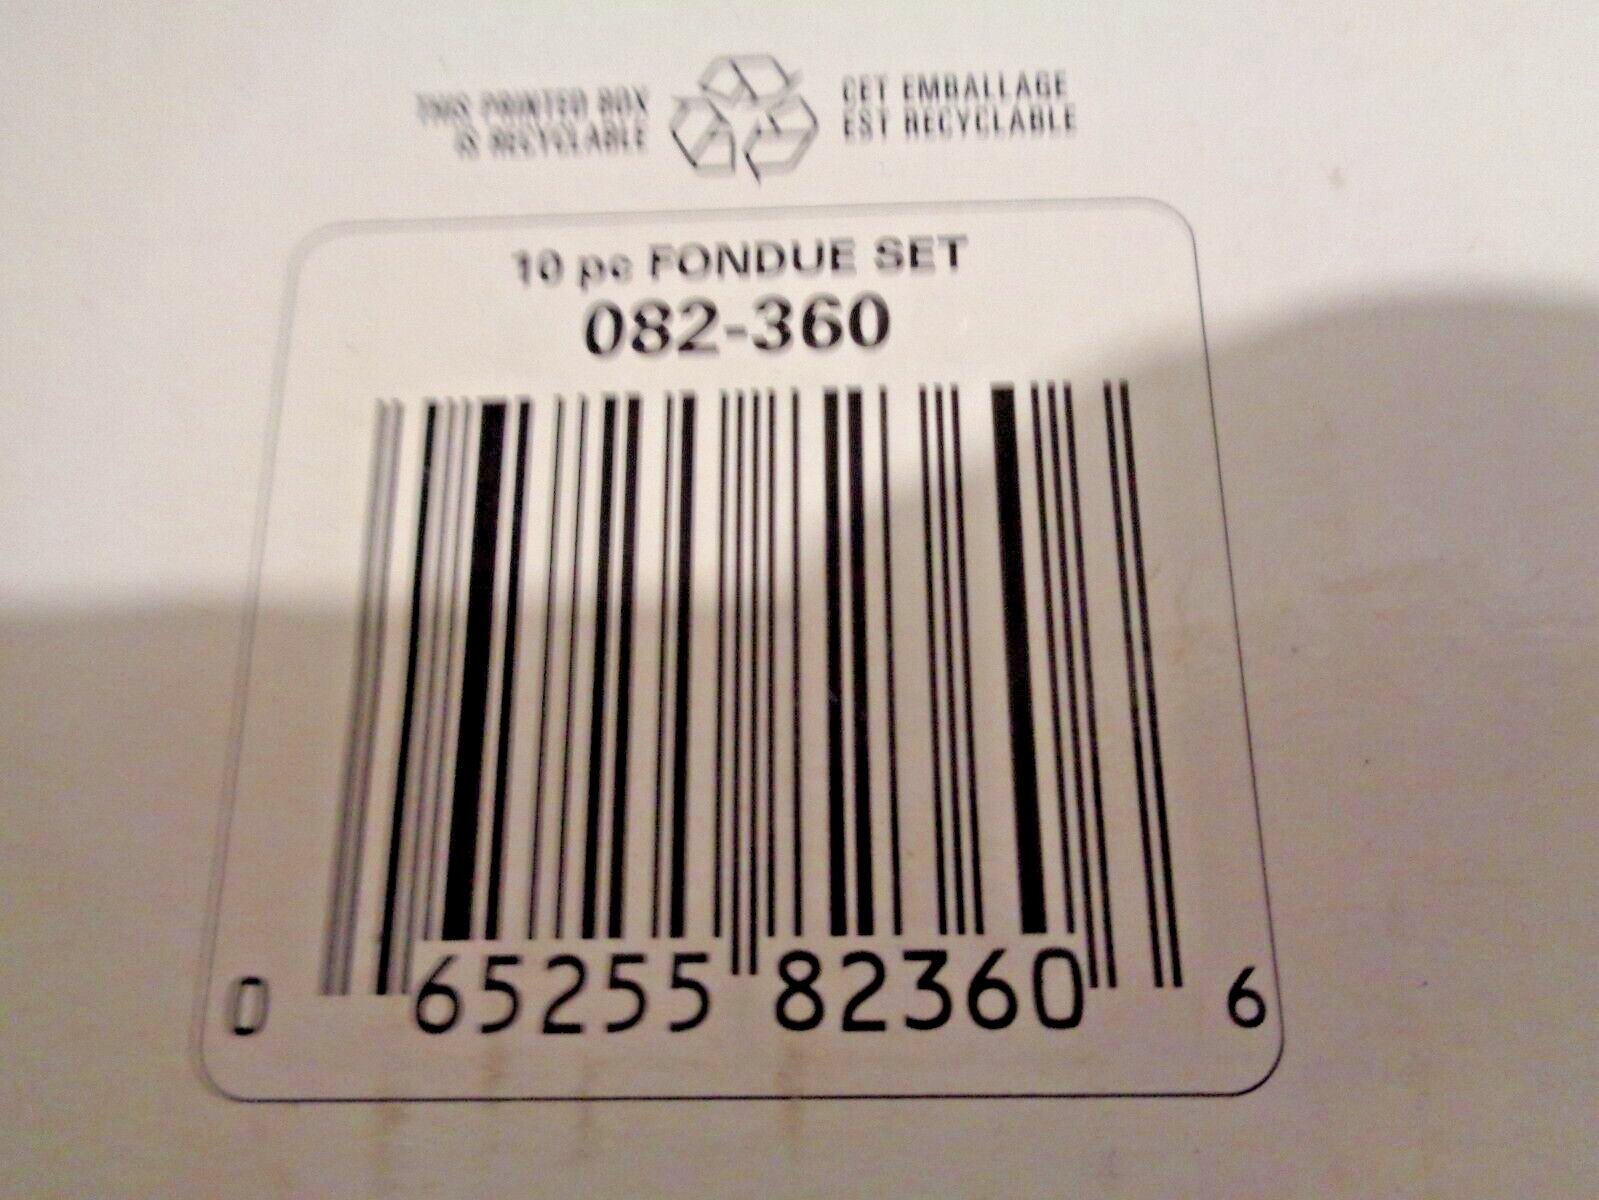 THIS PRINTED BOX
IS RECYCLABLE
CET EMBALLAGE
EST RECYCLABLE
10 pc FONDUE SET
082-360
0 65255 82360 6